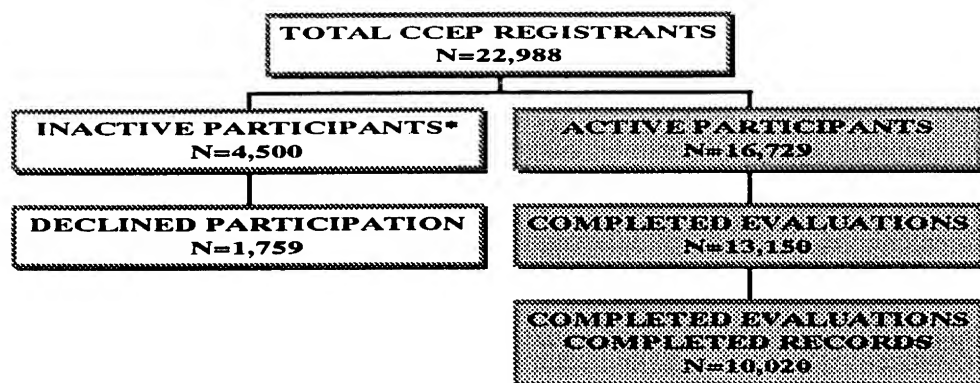 TOTAL CCEP REGISTRANTS
N=22,988
INACTIVE PARTICIPANTS*
N=4,500
ACTIVE PARTICIPANTS
N=16,729
DECLINED PARTICIPATION
N=1,759
COMPLETED EVALUATIONS
N=13,150
COMPLETED EVALUATIONS
COMPLETED RECORDS
N=10,020